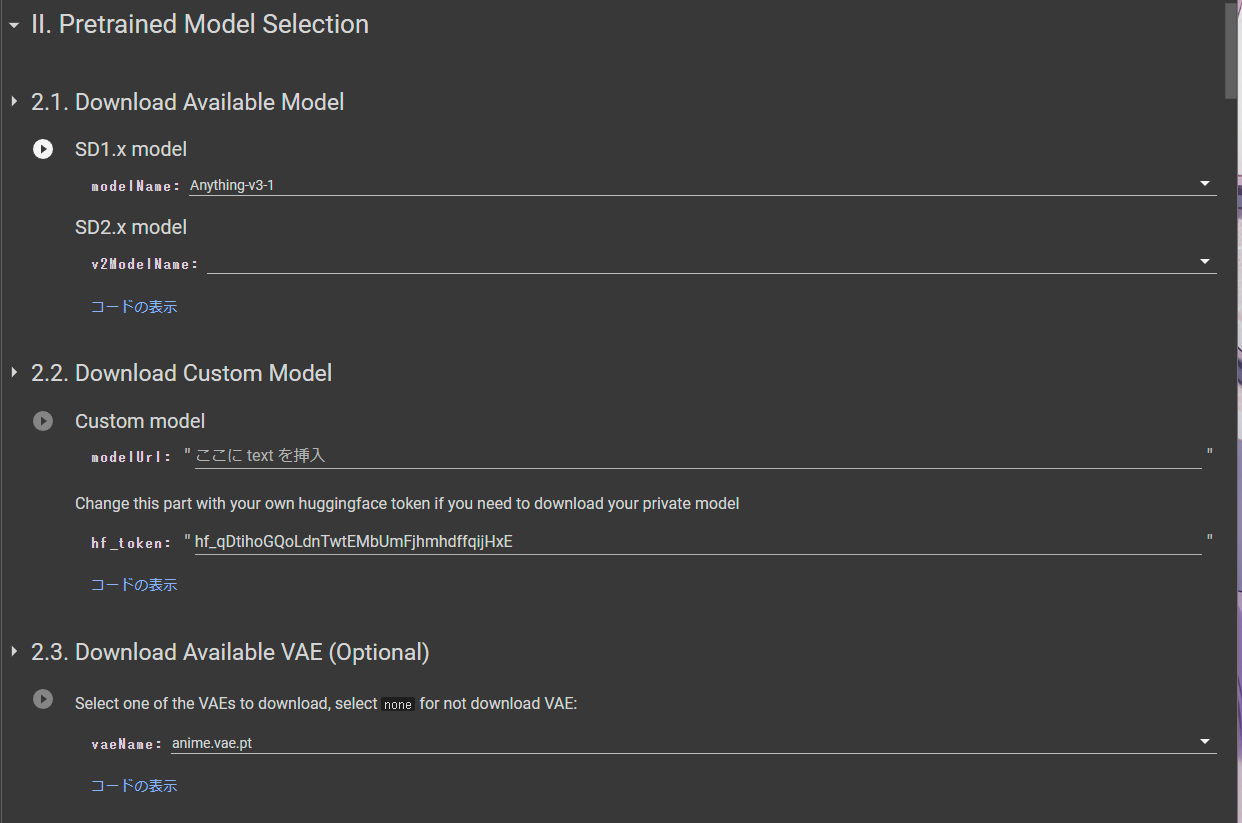 II. Pretrained Model Selection
2.1. Download Available Model
SD1.x model
modelName: Anything-v3-1
SD2.x model
v2ModelName:
コードの表示
2.2. Download Custom Model
Custom model
modelUrl: " ここに text を挿入 "
Change this part with your own huggingface token if you need to download your private model
hf_token: " 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 "
コードの表示
2.3. Download Available VAE (Optional)
Select one of the VAEs to download, select none for not download VAE:
vaeName: anime.vae.pt
コードの表示